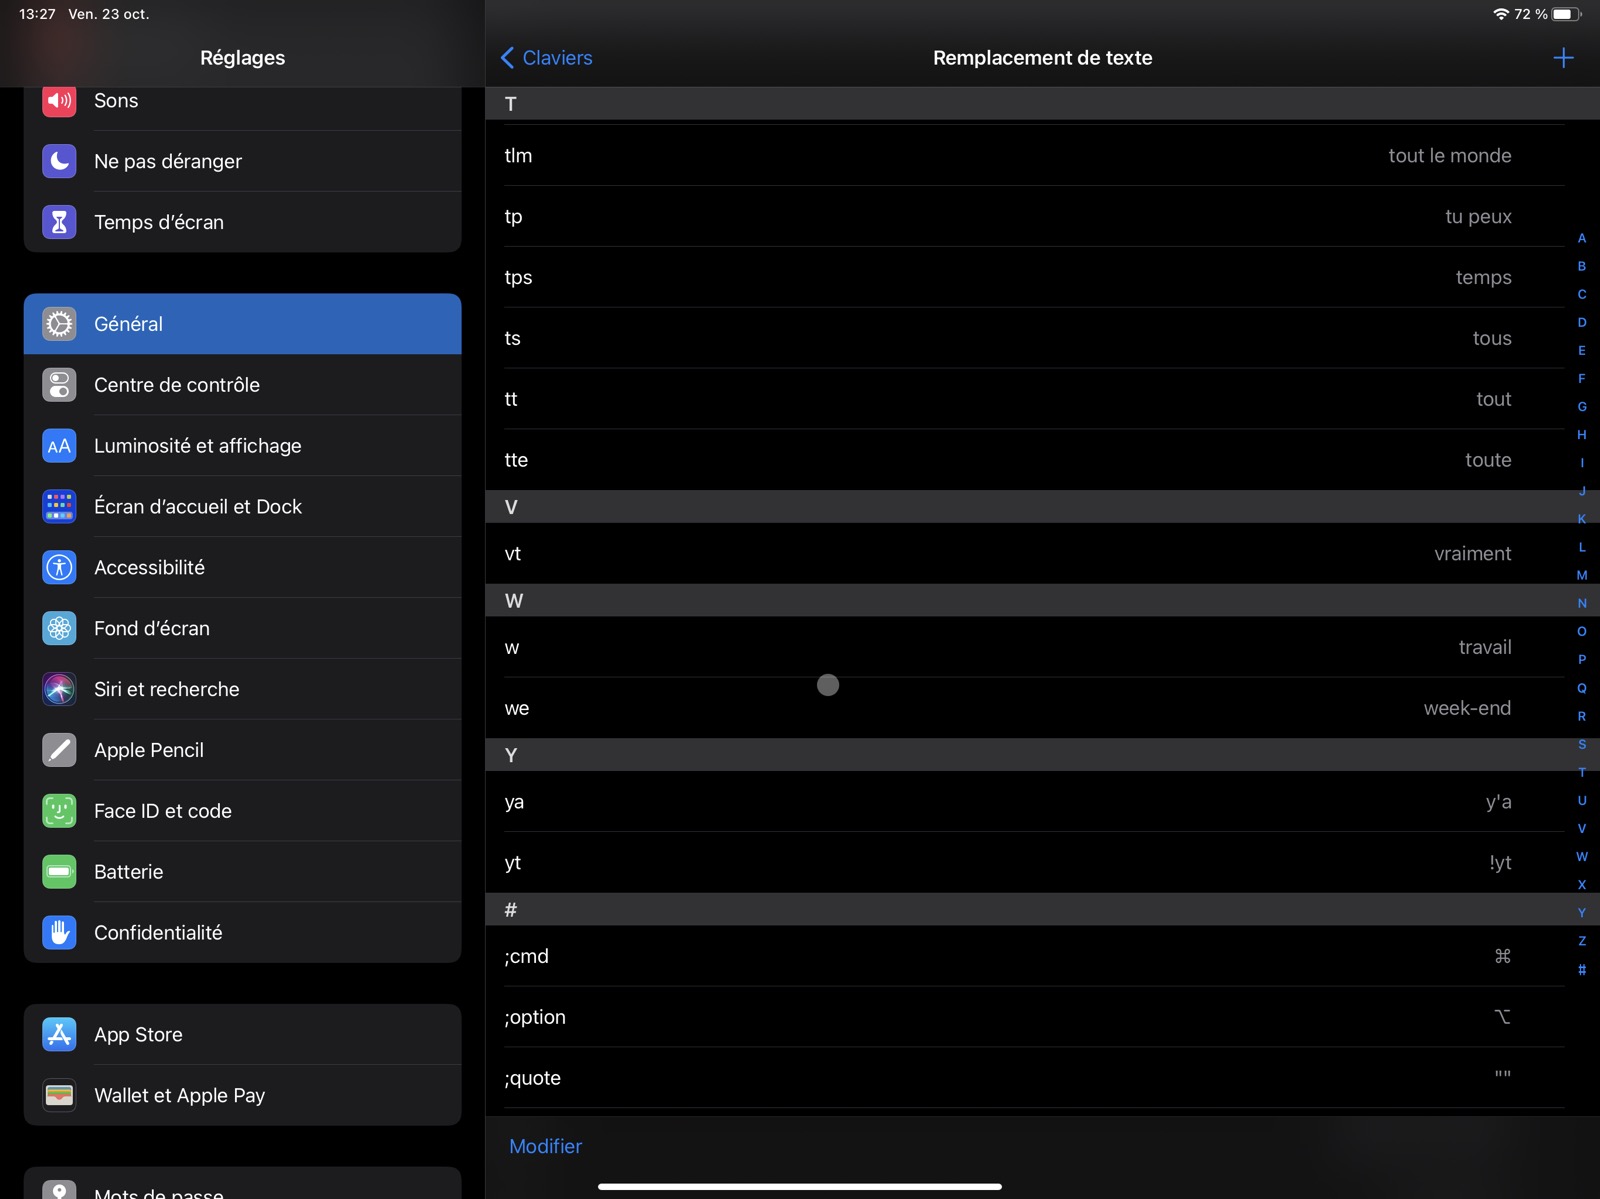 13:27 Ven. 23 oct.
72 %
Réglages
Sons
Ne pas déranger
Temps d’écran
Général
Centre de contrôle
AA Luminosité et affichage
Écran d’accueil et Dock
Accessibilité
Fond d’écran
Siri et recherche
Apple Pencil
Face ID et code
Batterie
Confidentialité
App Store
Wallet et Apple Pay
Mots de passe
Claviers
Remplacement de texte
+
T
tlm tout le monde
tp tu peux
tps temps
ts tous
tt tout
tte toute
V
vt vraiment
W
w travail
we week-end
Y
ya y'a
yt !yt
#
;cmd ⌘
;option ⌥
;quote ""
Modifier
A
B
C
D
E
F
G
H
I
J
K
L
M
N
O
P
Q
R
S
T
U
V
W
X
Y
Z
#